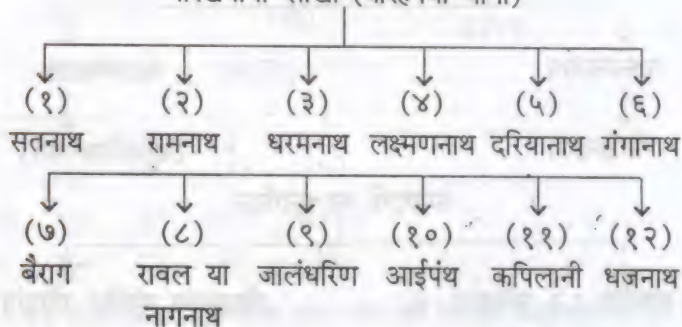 (१) (२) (३) (४) (५) (६)
सतनाथ रामनाथ धरमनाथ लक्ष्मणनाथ दरियानाथ गंगानाथ
(७) (८) (९) (१०) (११) (१२)
बैराग रावल या जालंधरिण आईपंथ कपिलानी धजनाथ
नागनाथ